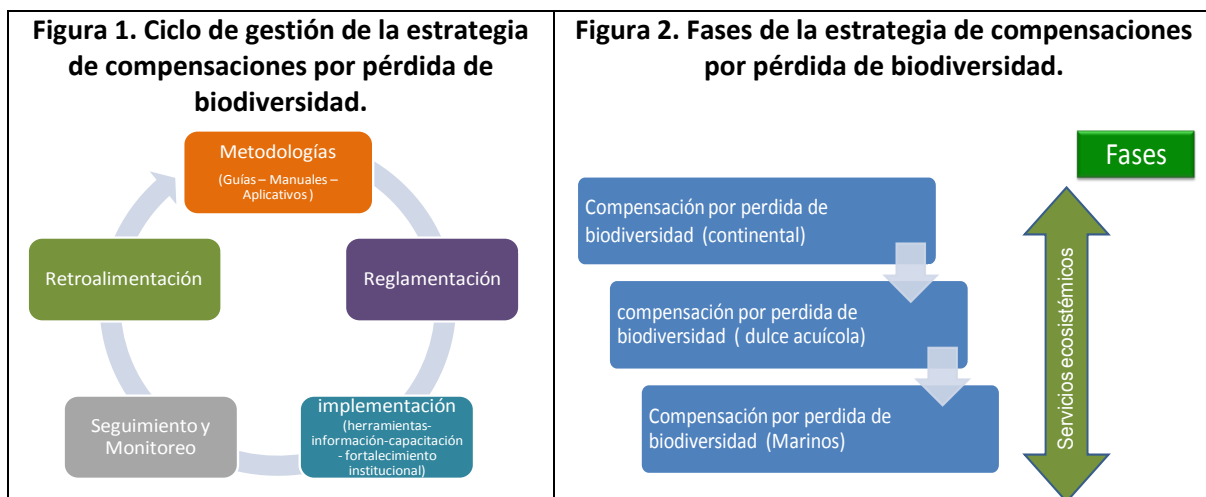 Figura 1. Ciclo de gestión de la estrategia
de compensaciones por pérdida de
biodiversidad.
Metodologías
(Guías – Manuales –
Aplicativos )
Reglamentación
implementación
(herramientas-
información-capacitación
- fortalecimiento
institucional)
Seguimiento y
Monitoreo
Retroalimentación
Figura 2. Fases de la estrategia de compensaciones
por pérdida de biodiversidad.
Fases
Compensación por perdida de
biodiversidad (continental)
compensación por perdida de
biodiversidad ( dulce acuícola)
Compensación por perdida de
biodiversidad (Marinos)
Servicios ecosistémicos